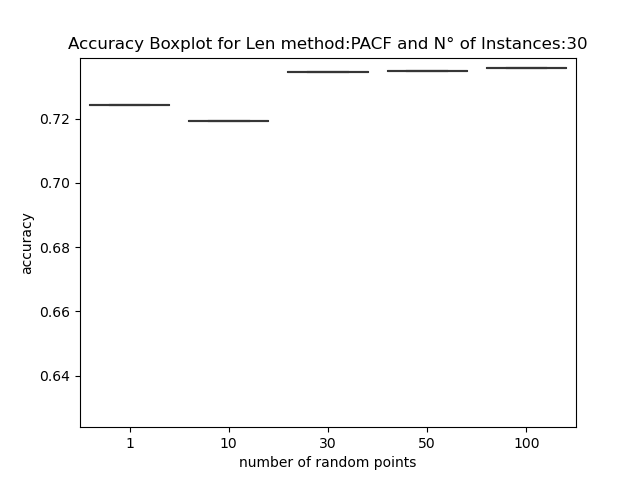 Accuracy Boxplot for Len method:PACF and N° of Instances:30
0.72
0.70
0.68
0.66
0.64
accuracy
1 10 30 50 100
number of random points